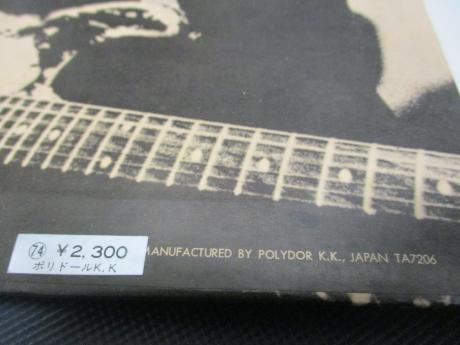 74 ¥2,300
ポリドールK.K
MANUFACTURED BY POLYDOR K.K., JAPAN TA7206